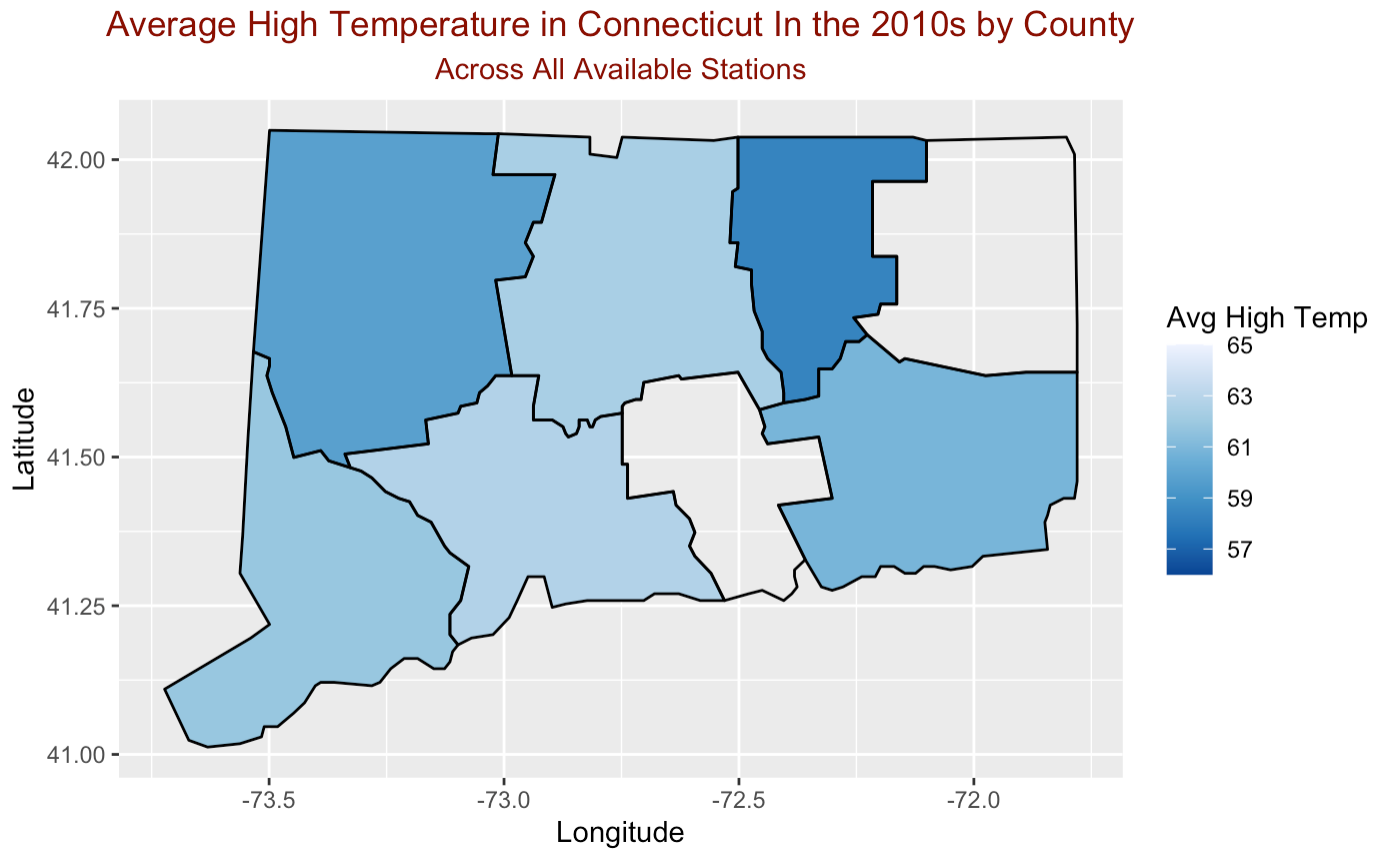 Average High Temperature in Connecticut In the 2010s by County
Across All Available Stations
42.00
41.75
41.50
41.25
41.00
Latitude
-73.5
-73.0
-72.5
-72.0
Longitude
Avg High Temp
65
63
61
59
57